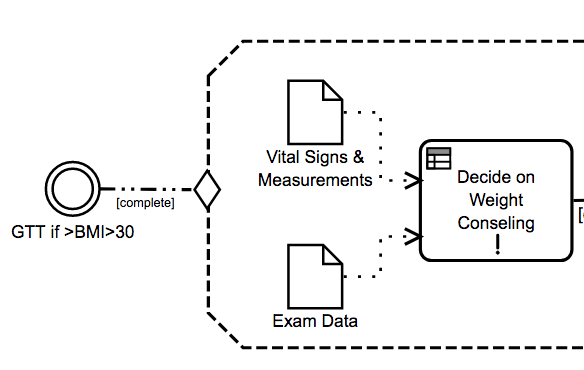 Vital Signs &
Measurements
Decide on
Weight
Conseling
!
[complete]
GTT if >BMI>30
Exam Data